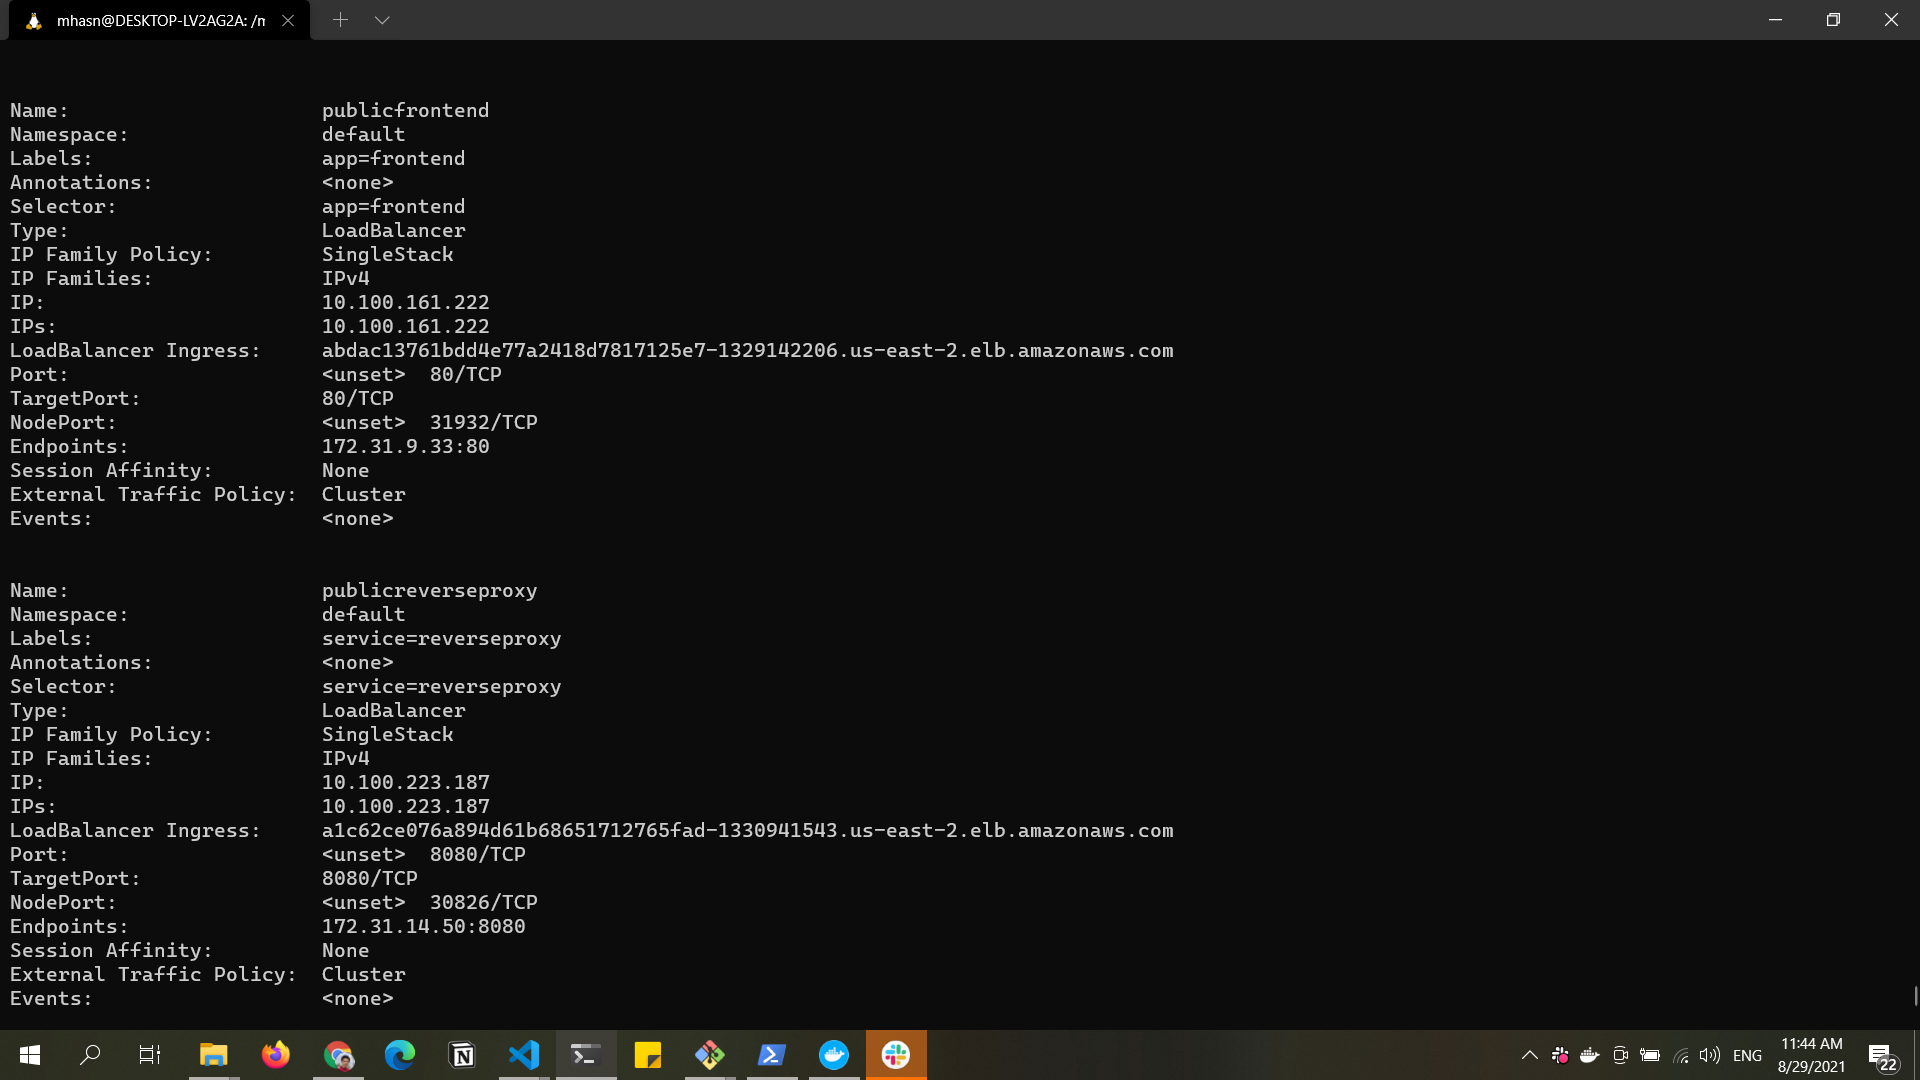 mhasn@DESKTOP-LV2AG2A: /m
Name: publicfrontend
Namespace: default
Labels: app=frontend
Annotations: <none>
Selector: app=frontend
Type: LoadBalancer
IP Family Policy: SingleStack
IP Families: IPv4
IP: 10.100.161.222
IPs: 10.100.161.222
LoadBalancer Ingress: abdac13761bdd4e77a2418d7817125e7-1329142206.us-east-2.elb.amazonaws.com
Port: <unset> 80/TCP
TargetPort: 80/TCP
NodePort: <unset> 31932/TCP
Endpoints: 172.31.9.33:80
Session Affinity: None
External Traffic Policy: Cluster
Events: <none>
Name: publicreverseproxy
Namespace: default
Labels: service=reverseproxy
Annotations: <none>
Selector: service=reverseproxy
Type: LoadBalancer
IP Family Policy: SingleStack
IP Families: IPv4
IP: 10.100.223.187
IPs: 10.100.223.187
LoadBalancer Ingress: a1c62ce076a894d61b68651712765fad-1330941543.us-east-2.elb.amazonaws.com
Port: <unset> 8080/TCP
TargetPort: 8080/TCP
NodePort: <unset> 30826/TCP
Endpoints: 172.31.14.50:8080
Session Affinity: None
External Traffic Policy: Cluster
Events: <none>
ENG
11:44 AM
8/29/2021
22